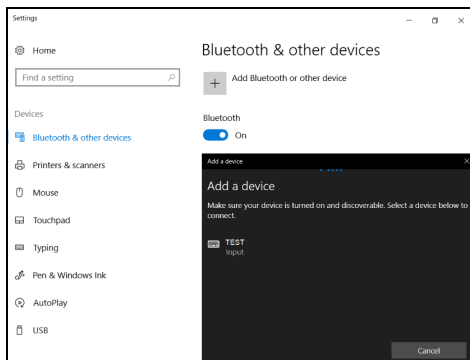 Settings
Home
Find a setting
Devices
Bluetooth & other devices
Printers & scanners
Mouse
Touchpad
Typing
Pen & Windows Ink
AutoPlay
USB
Bluetooth & other devices
Add Bluetooth or other device
Bluetooth
On
Add a device
Add a device
Make sure your device is turned on and discoverable. Select a device below to
connect.
TEST
Input
Cancel